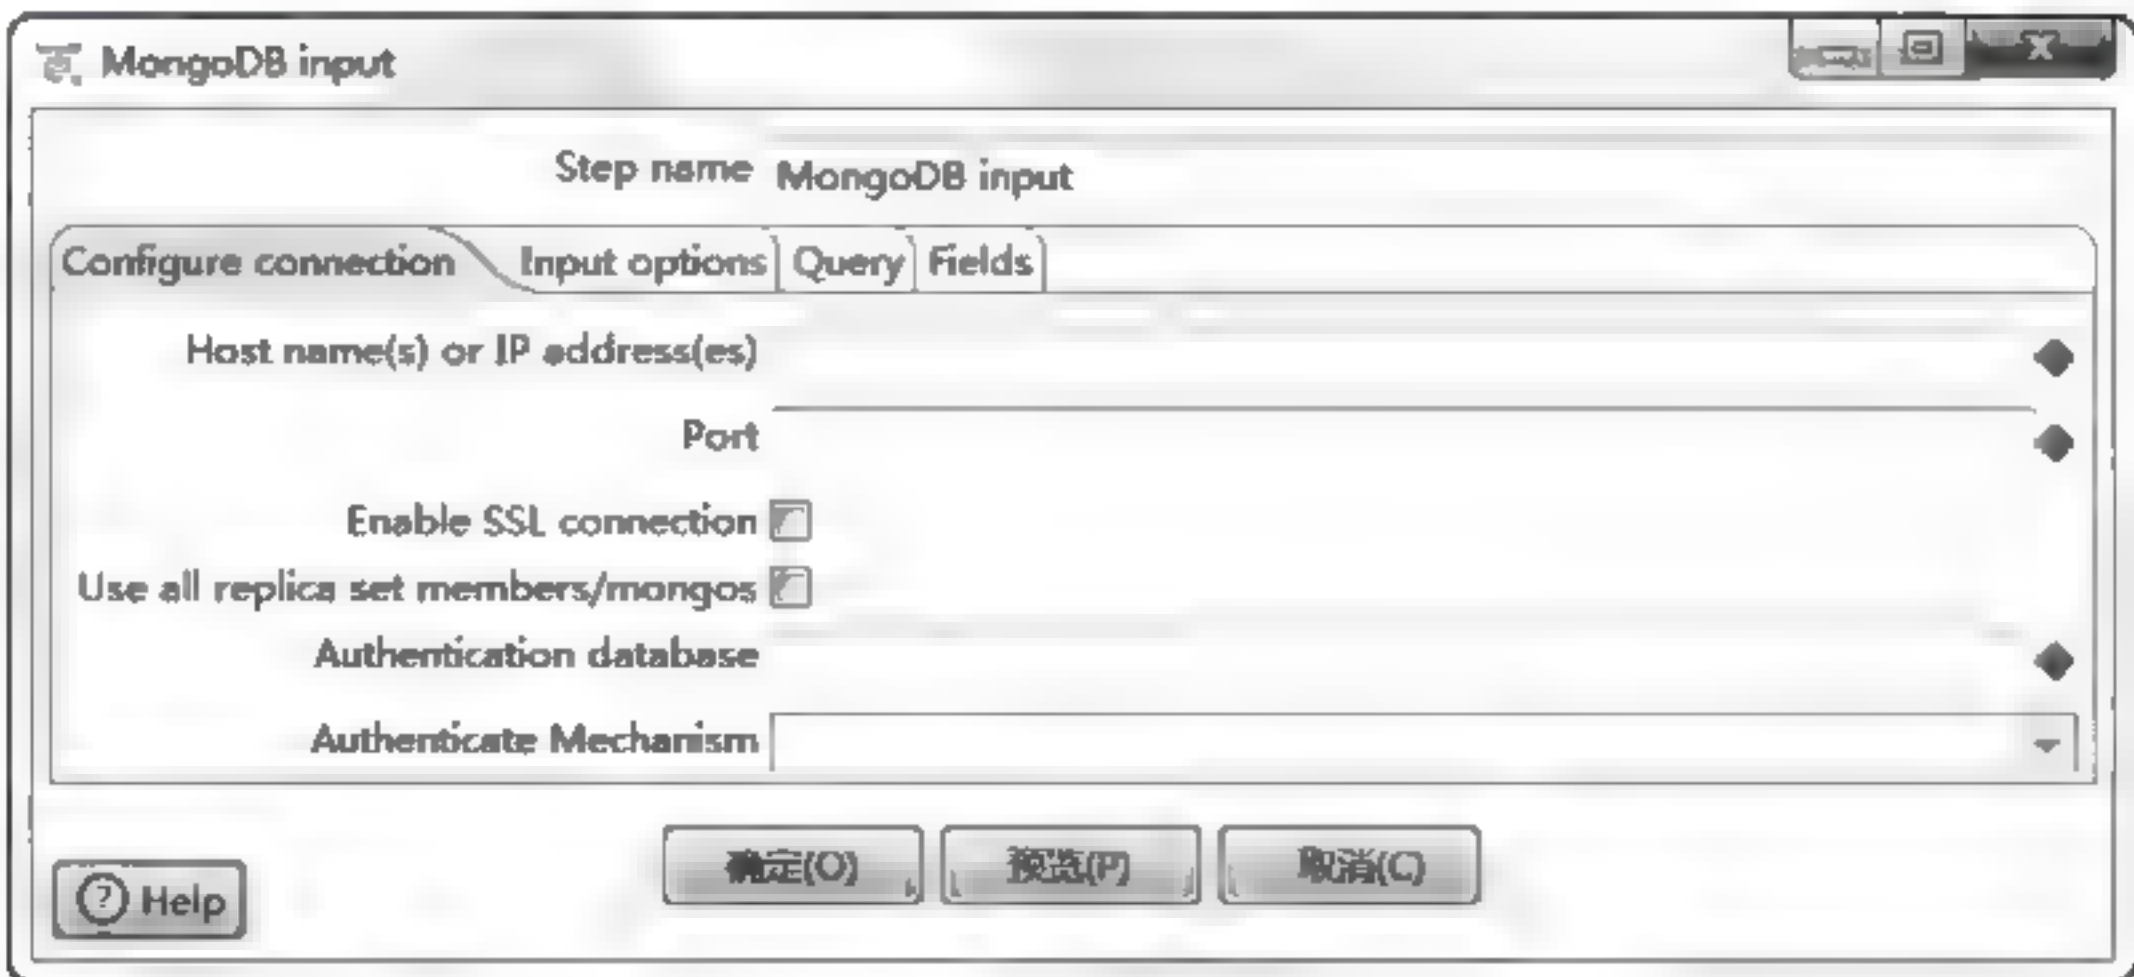 MongoDB input
Step name MongoDB input
Configure connection Input options Query Fields
Host name(s) or IP address(es)
Port
Enable SSL connection
Use all replica set members/mongos
Authentication database
Authenticate Mechanism
确定(O) 预览(P) 取消(C)
? Help